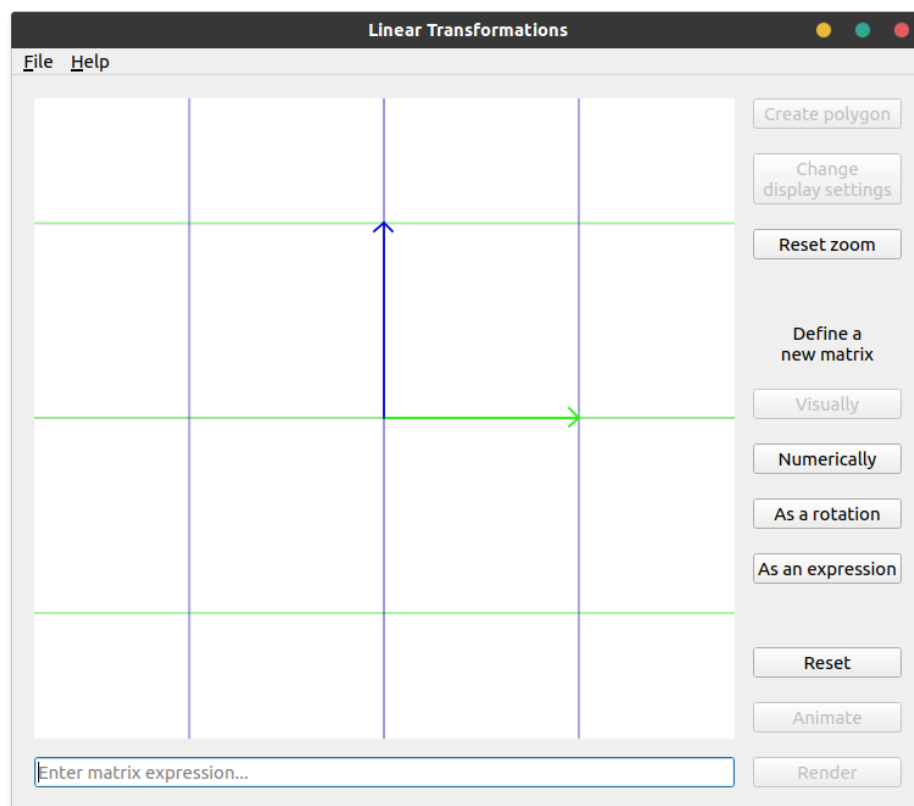 Linear Transformations
File Help
Create polygon
Change
display settings
Reset zoom
Define a
new matrix
Visually
Numerically
As a rotation
As an expression
Reset
Animate
Enter matrix expression...
Render